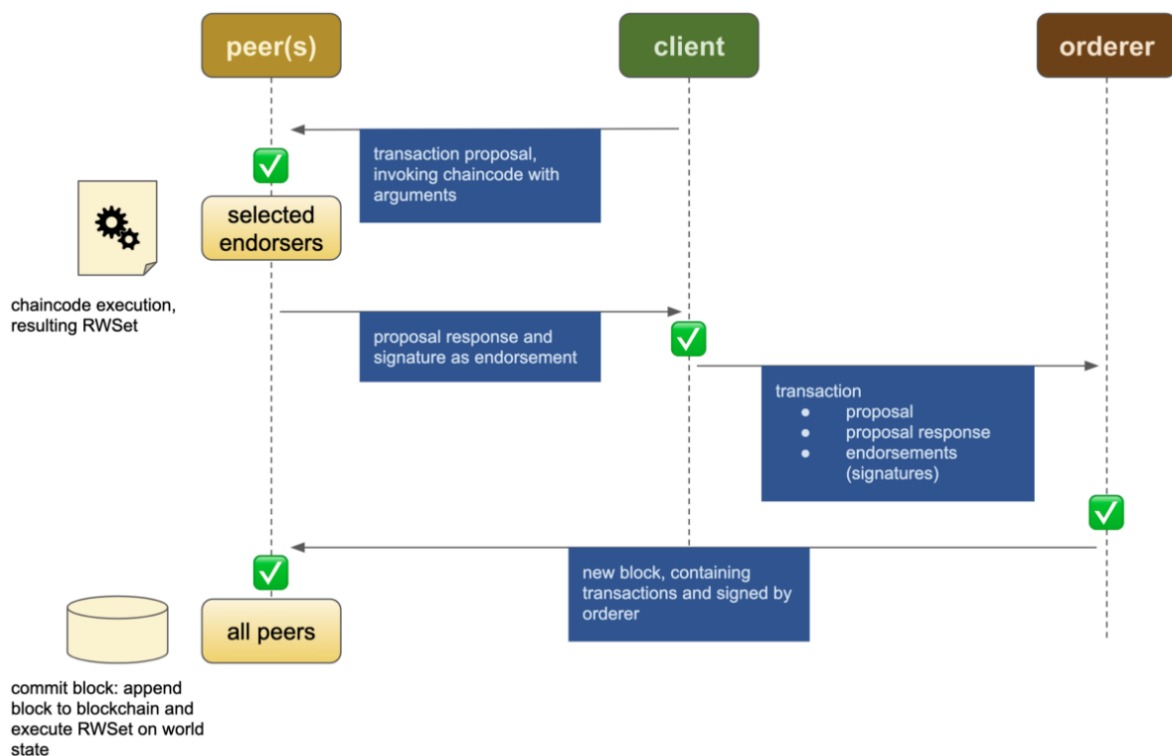 peer(s)
client
orderer
transaction proposal,
invoking chaincode with
arguments
selected
endorsers
chaincode execution,
resulting RWSet
proposal response and
signature as endorsement
transaction
● proposal
● proposal response
● endorsements
(signatures)
new block, containing
transactions and signed by
orderer
all peers
commit block: append
block to blockchain and
execute RWSet on world
state